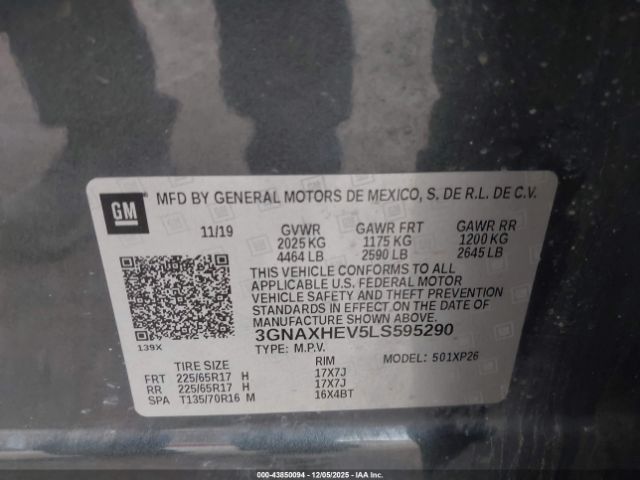 GM
MFD BY GENERAL MOTORS DE MEXICO, S. DE R.L. DE C.V.
11/19 GVWR GAWR FRT GAWR RR
2025 KG 1175 KG 1200 KG
4464 LB 2590 LB 2645 LB
THIS VEHICLE CONFORMS TO ALL
APPLICABLE U.S. FEDERAL MOTOR
VEHICLE SAFETY AND THEFT PREVENTION
STANDARDS IN EFFECT ON THE DATE OF
MANUFACTURE SHOWN ABOVE.
3GNAXHEV5LS595290
139X
TYPE: M.P.V. MODEL: 501XP26
TIRE SIZE RIM
FRT 225/65R17 H 17X7J
RR 225/65R17 H 17X7J
SPA T135/70R16 M 16X4BT
000-43850094 | 12/05/2025 | IAA Inc.